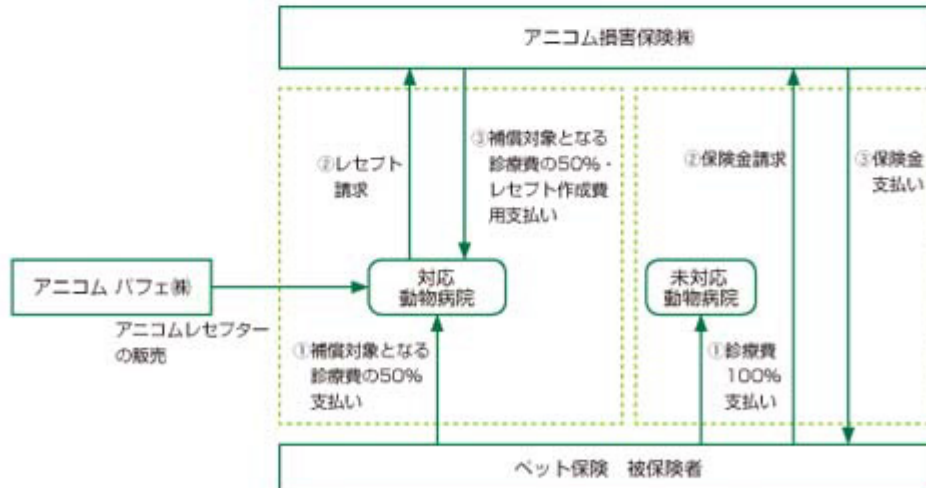 アニコム損害保険㈱
②レセプト
請求
③補償対象となる
診療費の50%・
レセプト作成費
用支払い
②保険金請求
③保険金
支払い
アニコム パフェ㈱
対応
動物病院
未対応
動物病院
アニコムレセプター
の販売
①補償対象となる
診療費の50%
支払い
①診療費
100%
支払い
ペット保険 被保険者